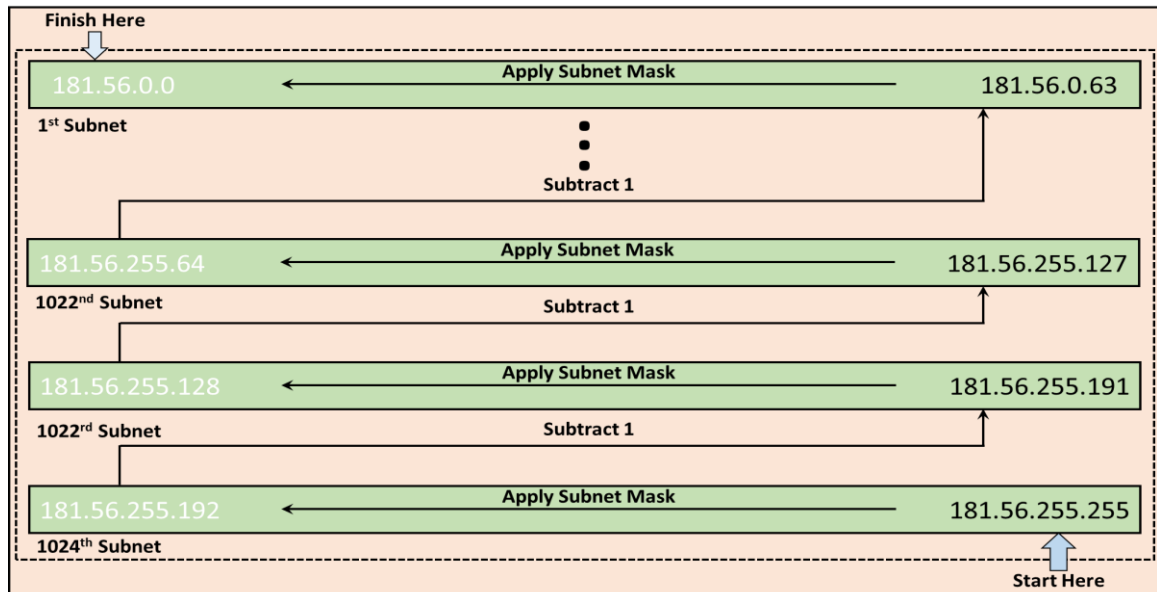 Finish Here
Apply Subnet Mask
181.56.0.0 181.56.0.63
1st Subnet
Subtract 1
Apply Subnet Mask
181.56.255.64 181.56.255.127
1022nd Subnet
Subtract 1
Apply Subnet Mask
181.56.255.128 181.56.255.191
1022rd Subnet
Subtract 1
Apply Subnet Mask
181.56.255.192 181.56.255.255
1024th Subnet
Start Here